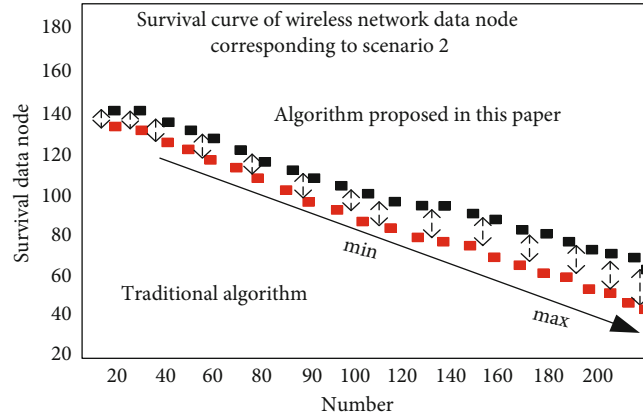 Survival curve of wireless network data node
corresponding to scenario 2
Algorithm proposed in this paper
Traditional algorithm
min
max
Survival data node
180
160
140
120
100
80
60
40
20
20 40 60 80 90 100 120 140 160 180 200
Number